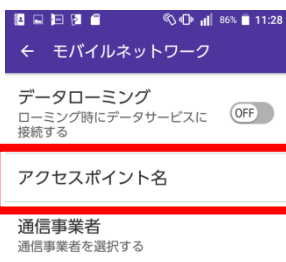 86% 11:28
← モバイルネットワーク
データローミング
ローミング時にデータサービスに
接続する
OFF
アクセスポイント名
通信事業者
通信事業者を選択する